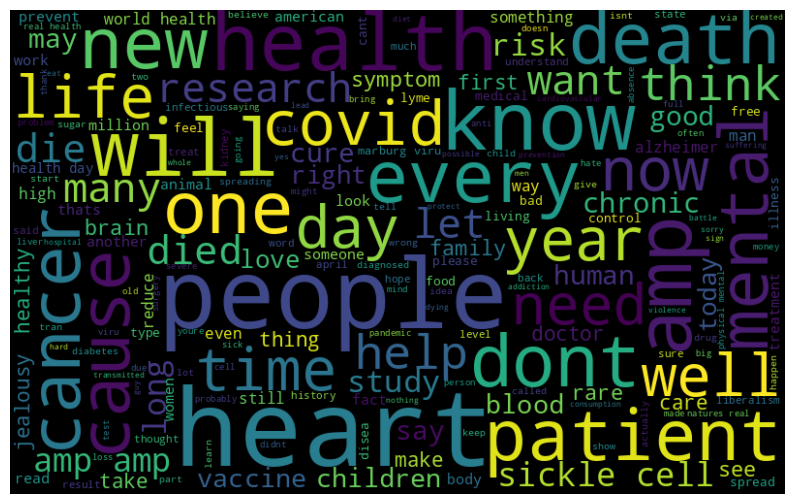 prevent
world health
american
something
believe
isnt
state
via
created
real health
new
health
death
diet
doesn
much
cant
may
risk
understand
work
want
think
life
research
symptom
first
two
eat
thank
covid
know
infectious
saying
lead
bring
lyme
medical
cardiovascular
absence
full
often
free
problem
sugar
million
feel
talk
anti
good
man
die
will
cure
marburg viru
possible
child
prevention
alzheimer
suffering
health day
treat
kidney
yes
going
men
hate
now
mental
whole
right
every
way
give
start
spreading
might
bad
high
many
animal
look
tell
living
chronic
thats
one
day
let
protect
control
illness
said
brain
someone
word
wrong
family
year
battle
sorry
sign
liver
hospital
another
died
love
please
human
back
money
april
diagnosed
amp
today
treatment
healthy
cancer
cause
reduce
severe
surgery
hope
mind
food
idea
need
doctor
violence
physical mental
old
people
dying
addiction
tran
type
even
thing
pandemic
level
drug
viru
youre
sick
help
dont
sure
big
happen
hard
time
diabetes
due
cell
probably
study
person
rare
well
jealousy
transmitted
guy
long
lot
women
still
history
fact
nothing
called
care
liberalism
test
heart
blood
consumption
made
natures real
thought
didnt
say
disea
patient
actually
amp amp
loss
learn
make
keep
show
see
read
take
vaccine
children
body
sickle cell
spread
result
part